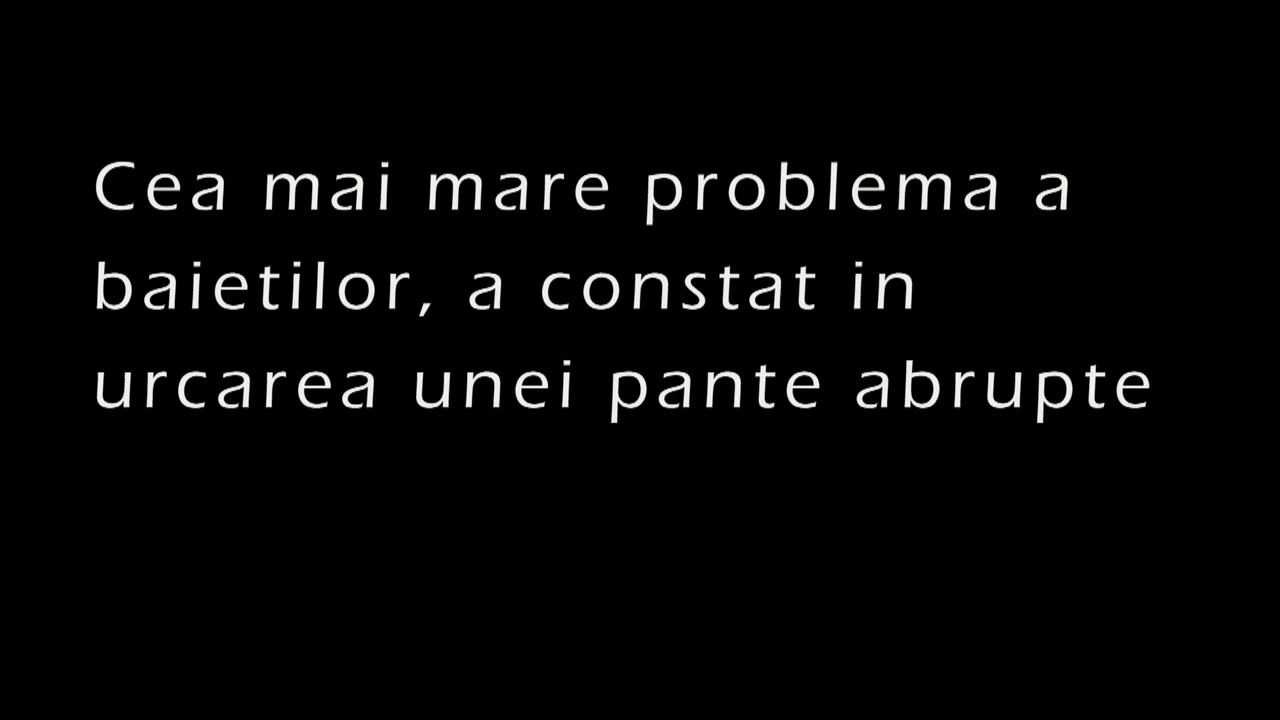 Cea mai mare problema a
baietilor, a constat in
urcarea unei pante abrupte